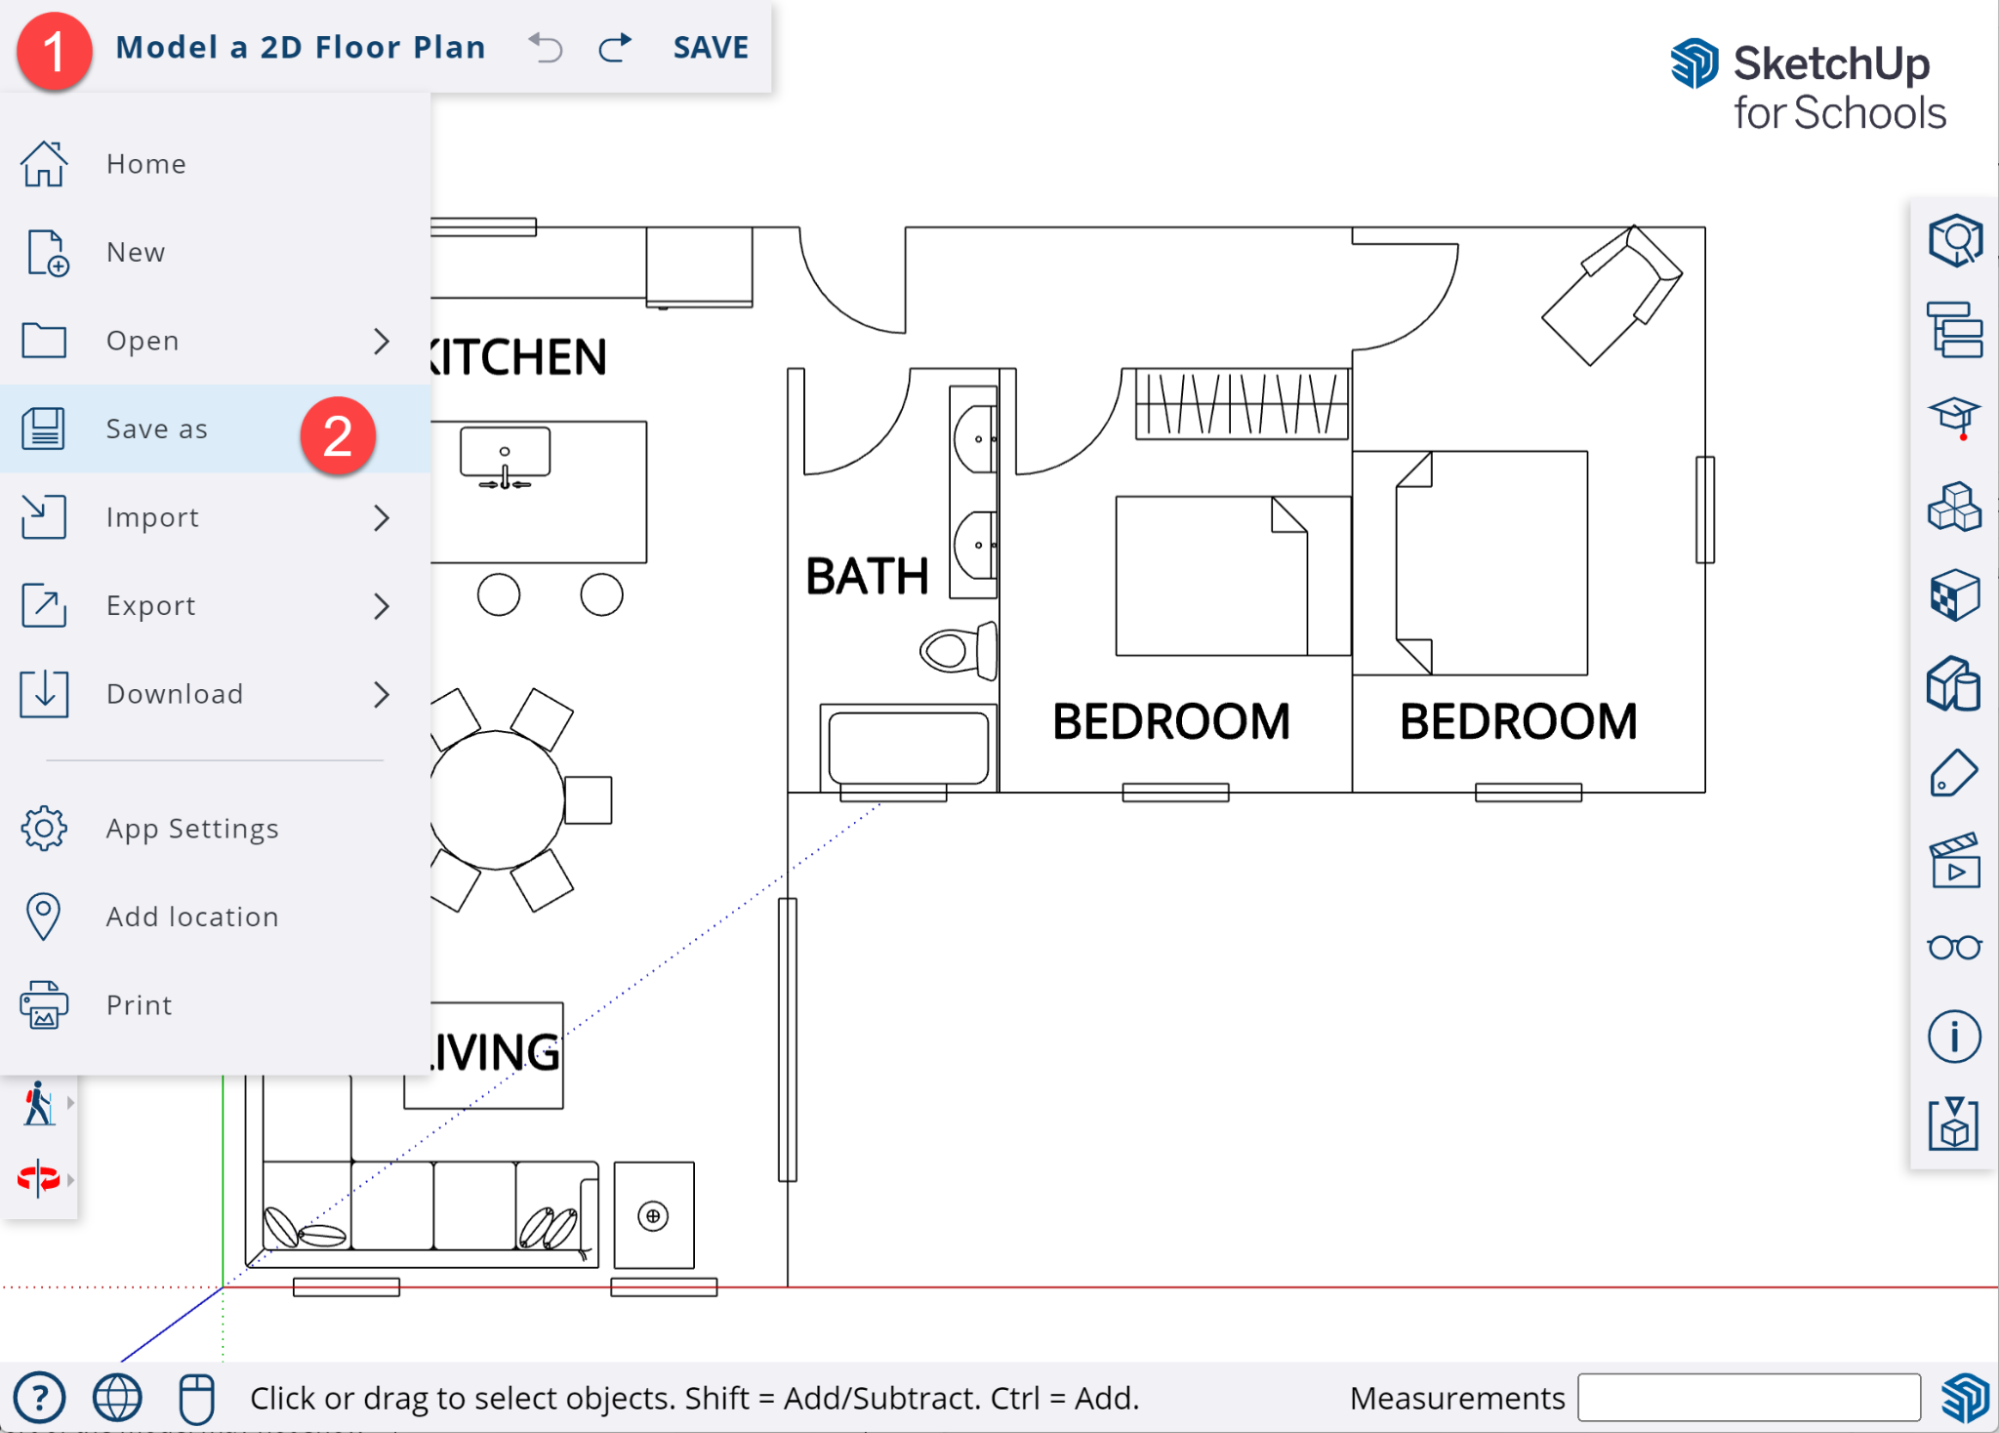 1
Model a 2D Floor Plan
SAVE
SketchUp
for Schools
Home
New
Open
Save as
2
Import
Export
Download
App Settings
Add location
Print
KITCHEN
BATH
BEDROOM
BEDROOM
LIVING
?
Click or drag to select objects. Shift = Add/Subtract. Ctrl = Add.
Measurements